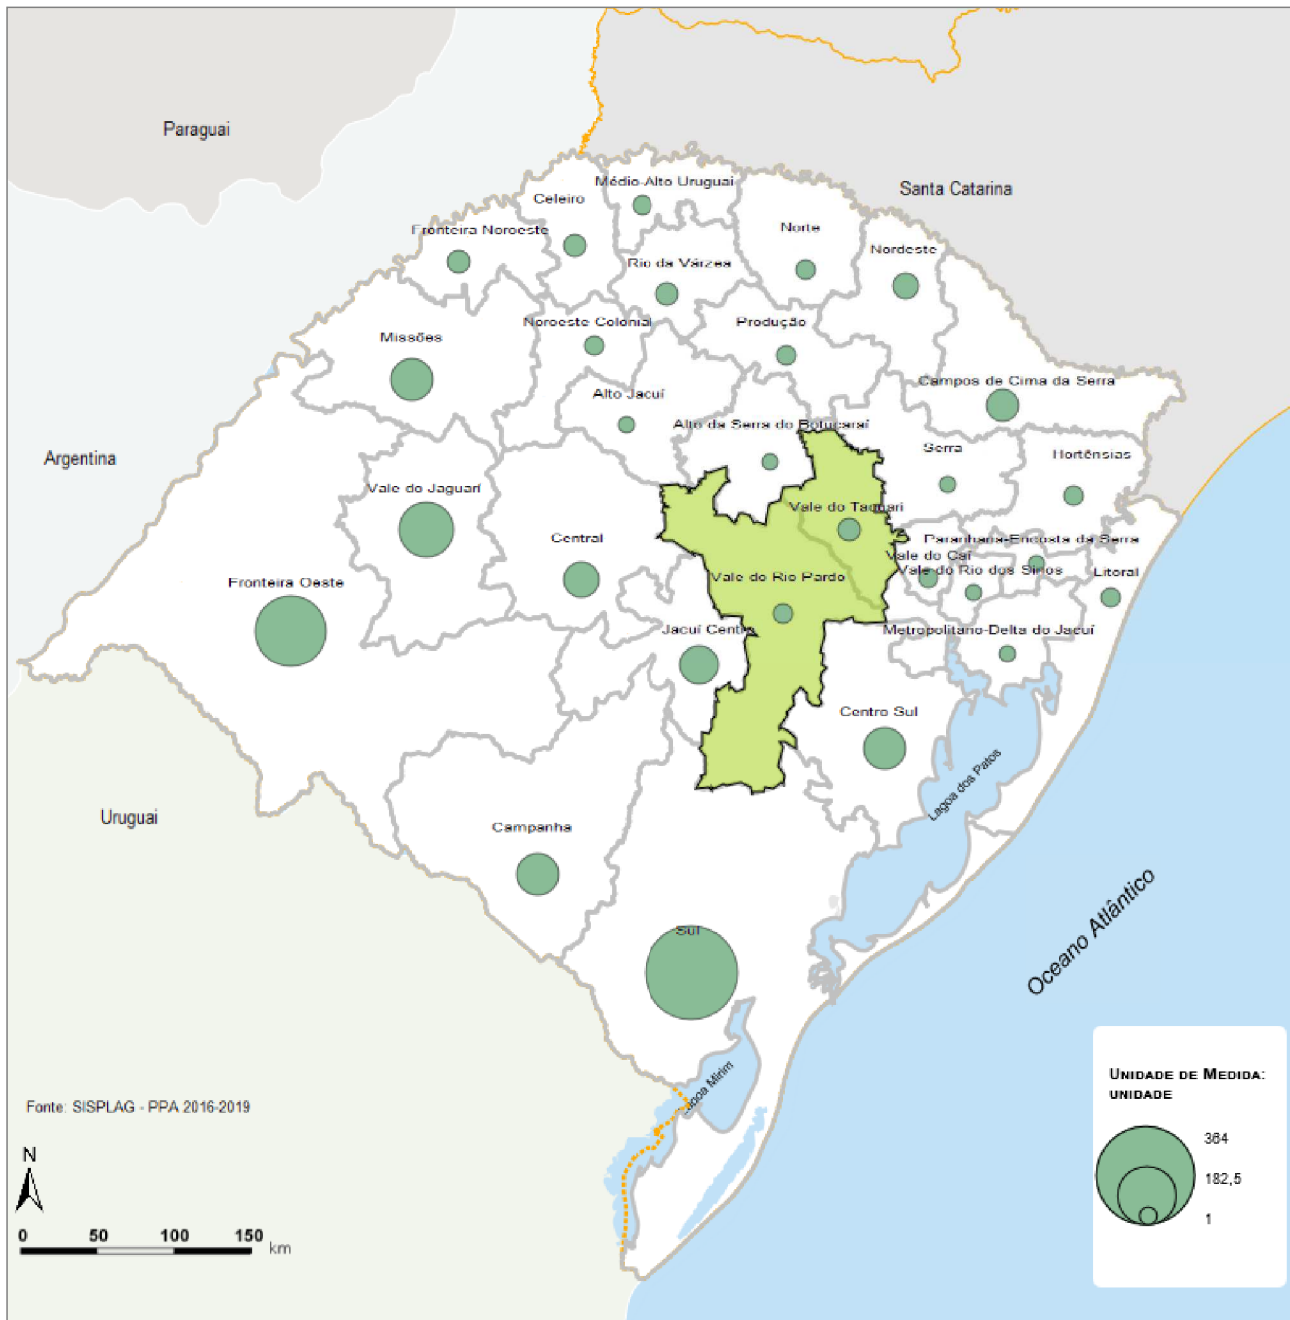 Paraguai
Santa Catarina
Médio-Alto Uruguai
Celeiro
Fronteira Noroeste
Norte
Nordeste
Rio da Várzea
Missões
Noroeste Colonial
Produção
Campos de Cima da Serra
Alto Jacuí
Alto da Serra do Botucaraí
Argentina
Serra
Hortênsias
Vale do Jaguarí
Vale do Taquari
Central
Paranhana-Encosta da Serra
Vale do Caí
Vale do Rio dos Sinos
Litoral
Fronteira Oeste
Vale do Rio Pardo
Jacuí Centro
Metropolitano-Delta do Jacuí
Centro Sul
Lagoa dos Patos
Uruguai
Campanha
Sul
Oceano Atlântico
Lagoa Mirim
Fonte: SISPLAG - PPA 2016-2019
N
0 50 100 150
km
Unidade de Medida:
unidade
364
182,5
1